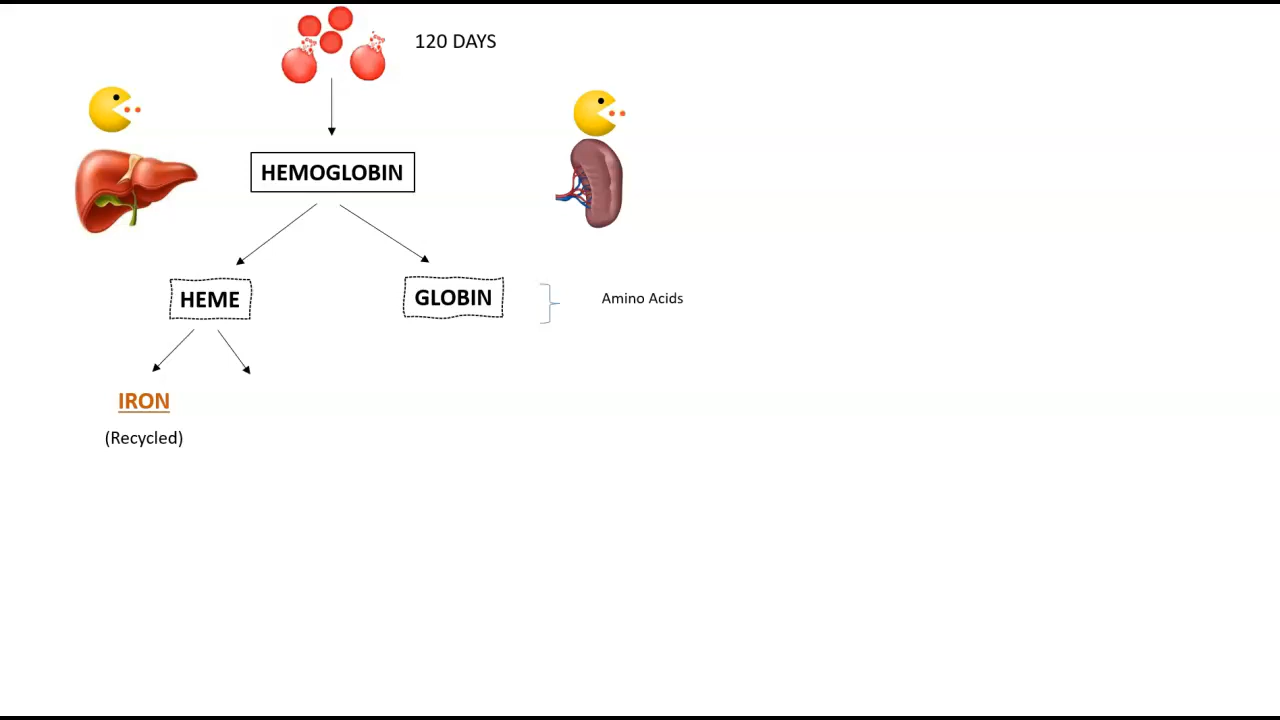 120 DAYS
HEMOGLOBIN
HEME
GLOBIN
Amino Acids
IRON
(Recycled)